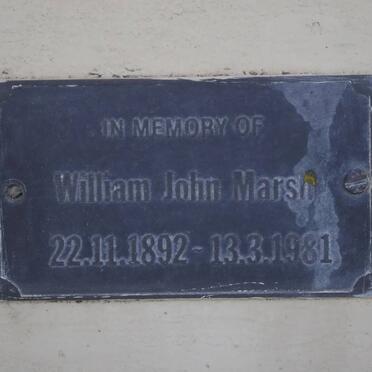 IN MEMORY OF
William John Marsh
22.11.1892 - 13.3.1981